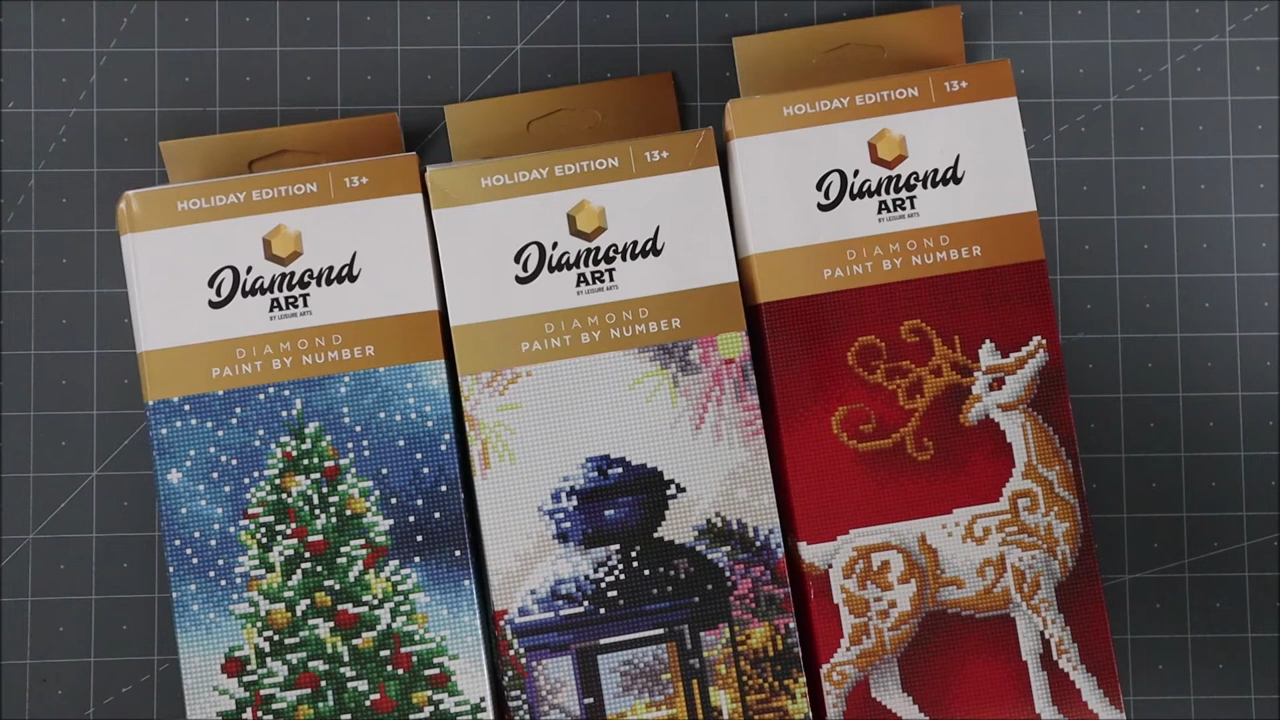 HOLIDAY EDITION | 13+
Diamond
ART
BY LEISURE ARTS
DIAMOND
PAINT BY NUMBER
HOLIDAY EDITION | 13+
Diamond
ART
BY LEISURE ARTS
DIAMOND
PAINT BY NUMBER
HOLIDAY EDITION | 13+
Diamond
ART
BY LEISURE ARTS
DIAMOND
PAINT BY NUMBER